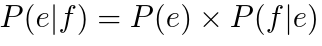 P(e|f) = P(e) × P(f|e)